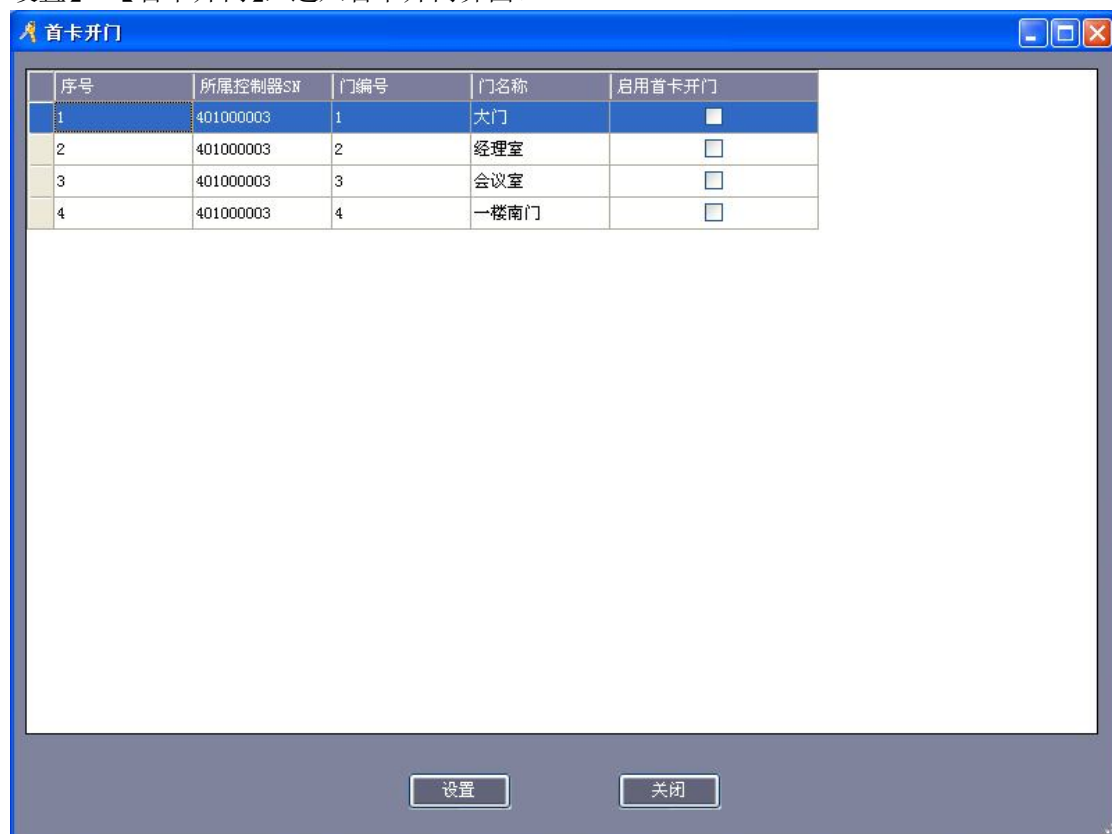 首卡开门
序号 所属控制器SN 门编号 门名称 启用首卡开门
1 401000003 1 大门
2 401000003 2 经理室
3 401000003 3 会议室
4 401000003 4 一楼南门
设置 关闭